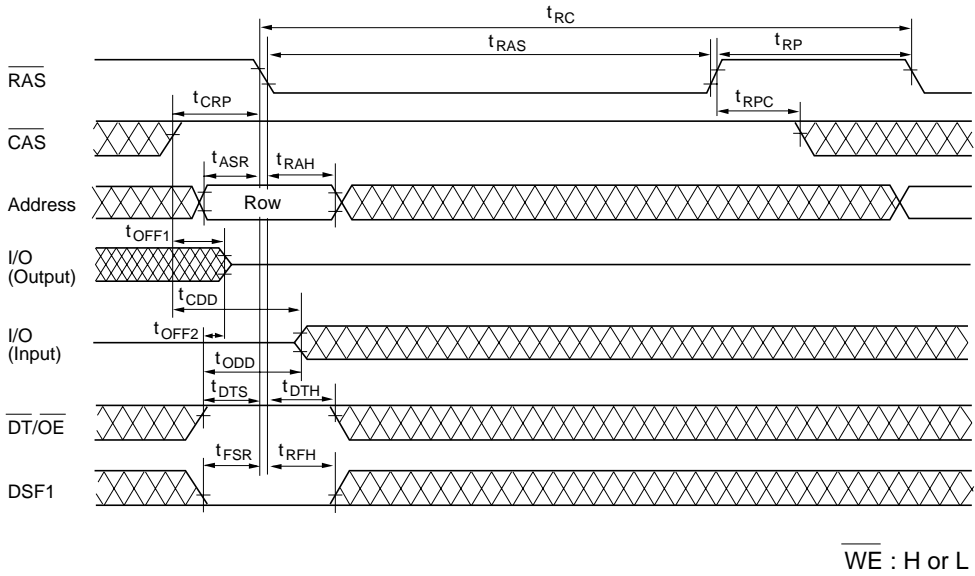 tRC
tRAS
tRP
RAS
tCRP
tRPC
CAS
tASR
tRAH
Address
Row
tOFF1
I/O
(Output)
tCDD
tOFF2
I/O
(Input)
tODD
tDTS
tDTH
DT/OE
tFSR
tRFH
DSF1
WE : H or L